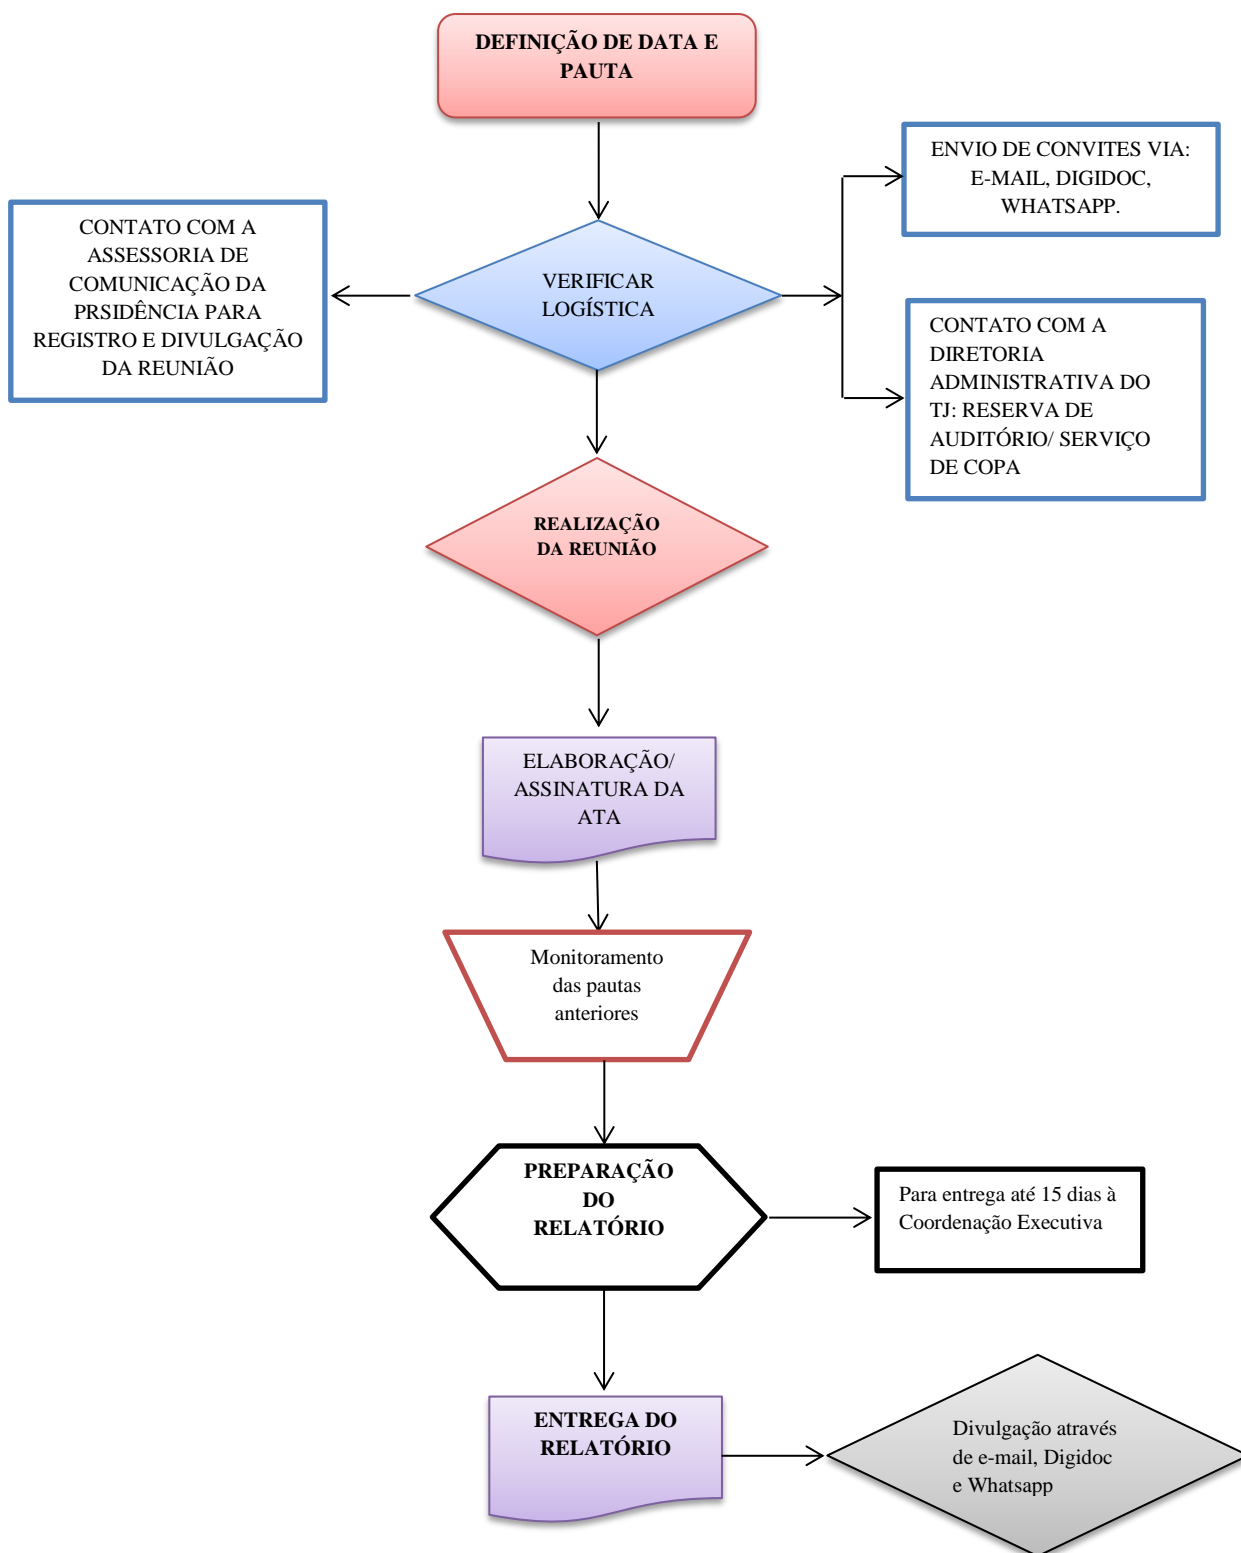 DEFINIÇÃO DE DATA E
PAUTA
ENVIO DE CONVITES VIA:
E-MAIL, DIGIDOC,
WHATSAPP.
CONTATO COM A
ASSESSORIA DE
COMUNICAÇÃO DA
PRSIDÊNCIA PARA
REGISTRO E DIVULGAÇÃO
DA REUNIÃO
VERIFICAR
LOGÍSTICA
CONTATO COM A
DIRETORIA
ADMINISTRATIVA DO
TJ: RESERVA DE
AUDITÓRIO/ SERVIÇO
DE COPA
REALIZAÇÃO
DA REUNIÃO
ELABORAÇÃO/
ASSINATURA DA
ATA
Monitoramento
das pautas
anteriores
PREPARAÇÃO
DO
RELATÓRIO
Para entrega até 15 dias à
Coordenação Executiva
ENTREGA DO
RELATÓRIO
Divulgação através
de e-mail, Digidoc
e Whatsapp